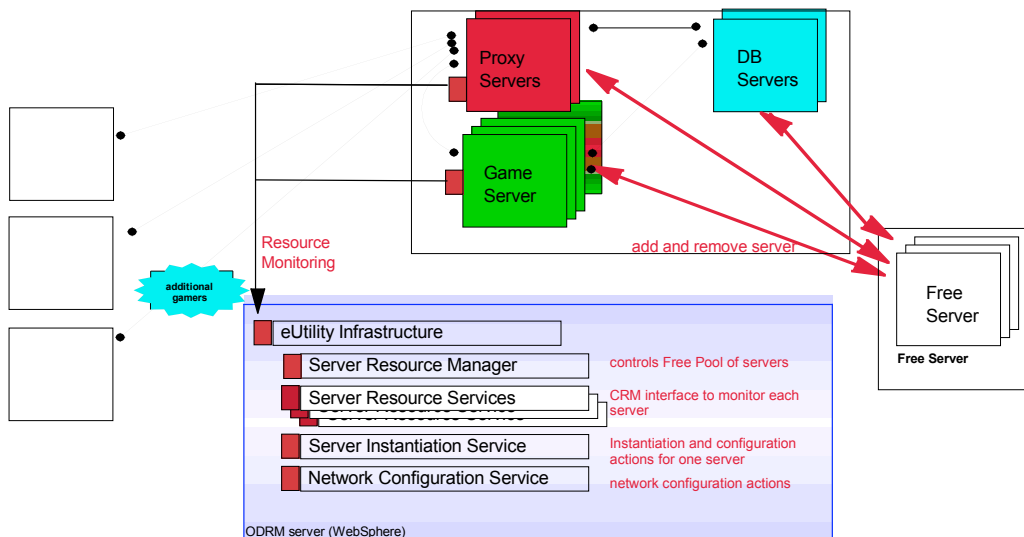 Proxy
Servers
DB
Servers
Game
Server
add and remove server
Resource
Monitoring
additional
gamers
Free
Server
Free Server
eUtility Infrastructure
Server Resource Manager
controls Free Pool of servers
Server Resource Services
CRM interface to monitor each
server
Server Instantiation Service
Instantiation and configuration
actions for one server
Network Configuration Service
network configuration actions
ODRM server (WebSphere)